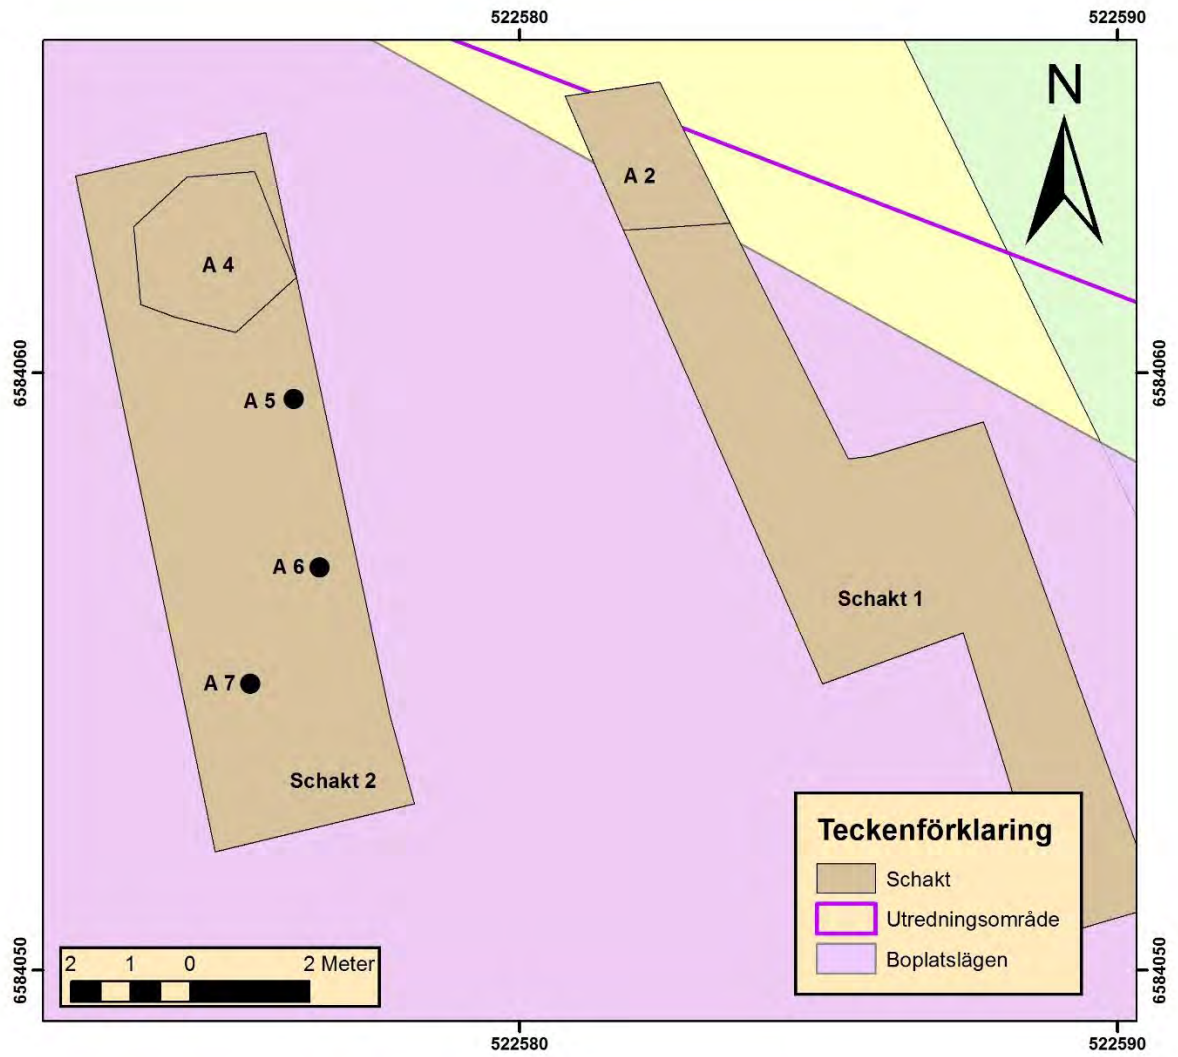 522580
522590
N
A 2
A 4
6584060
6584060
A 5
A 6
Schakt 1
A 7
Schakt 2
Teckenförklaring
Schakt
Utredningsområde
Boplatslägen
2 1 0 2 Meter
6584050
6584050
522580
522590